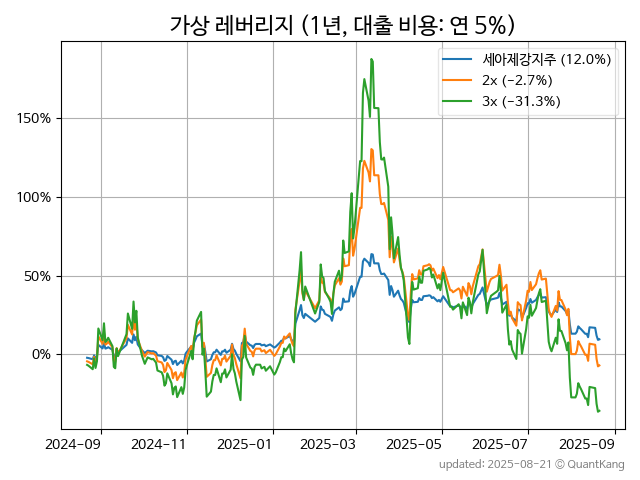 가상 레버리지 (1년, 대출 비용: 연 5%)
세아제강지주 (12.0%)
2x (-2.7%)
3x (-31.3%)
150%
100%
50%
0%
2024-09 2024-11 2025-01 2025-03 2025-05 2025-07 2025-09
updated: 2025-08-21 © QuantKang